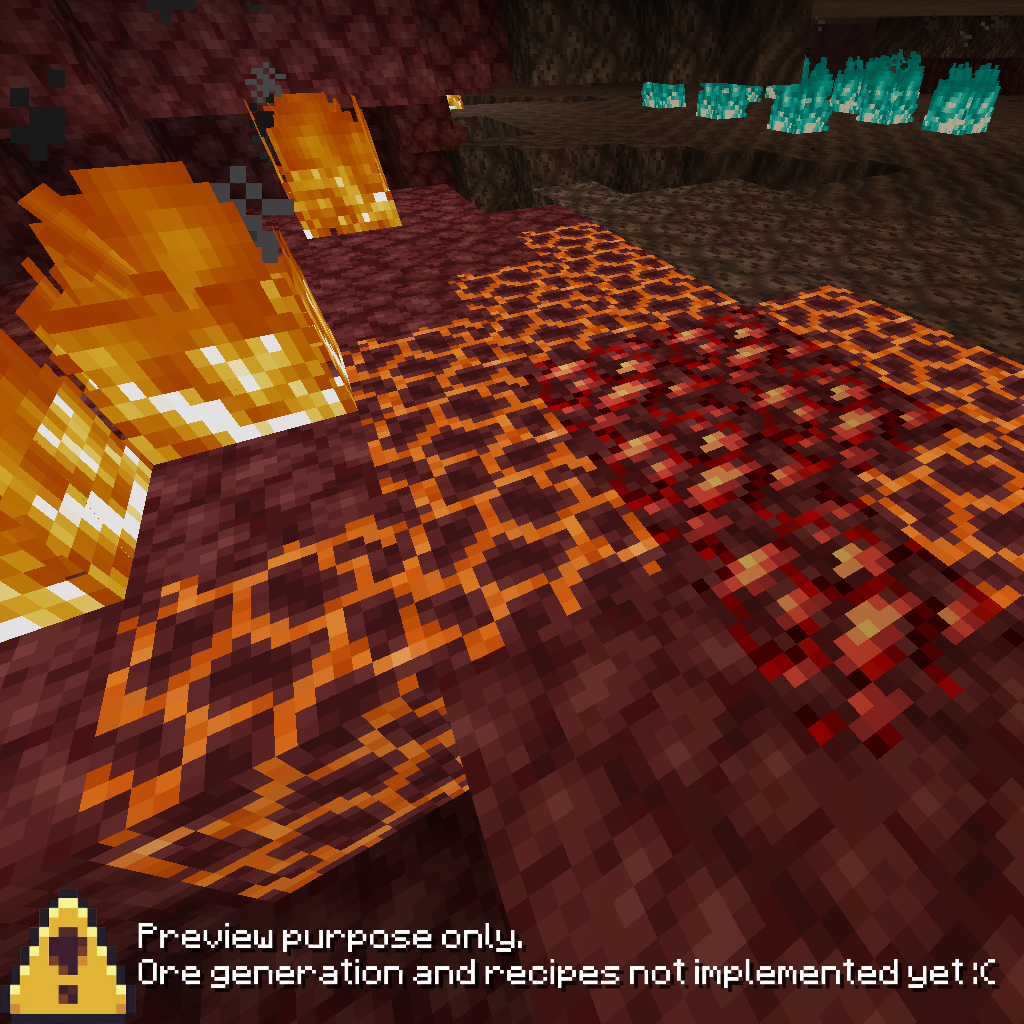 Preview purpose only.
Ore generation and recipes not implemented yet :C